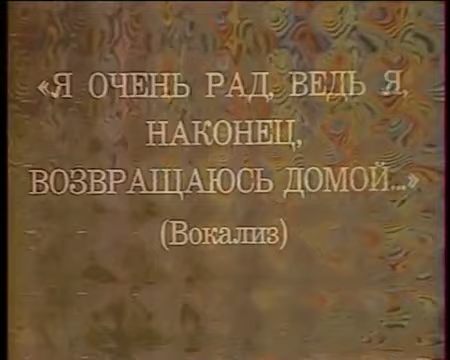 «Я ОЧЕНЬ РАД, ВЕДЬ Я,
НАКОНЕЦ,
ВОЗВРАЩАЮСЬ ДОМОЙ...»
(Вокализ)